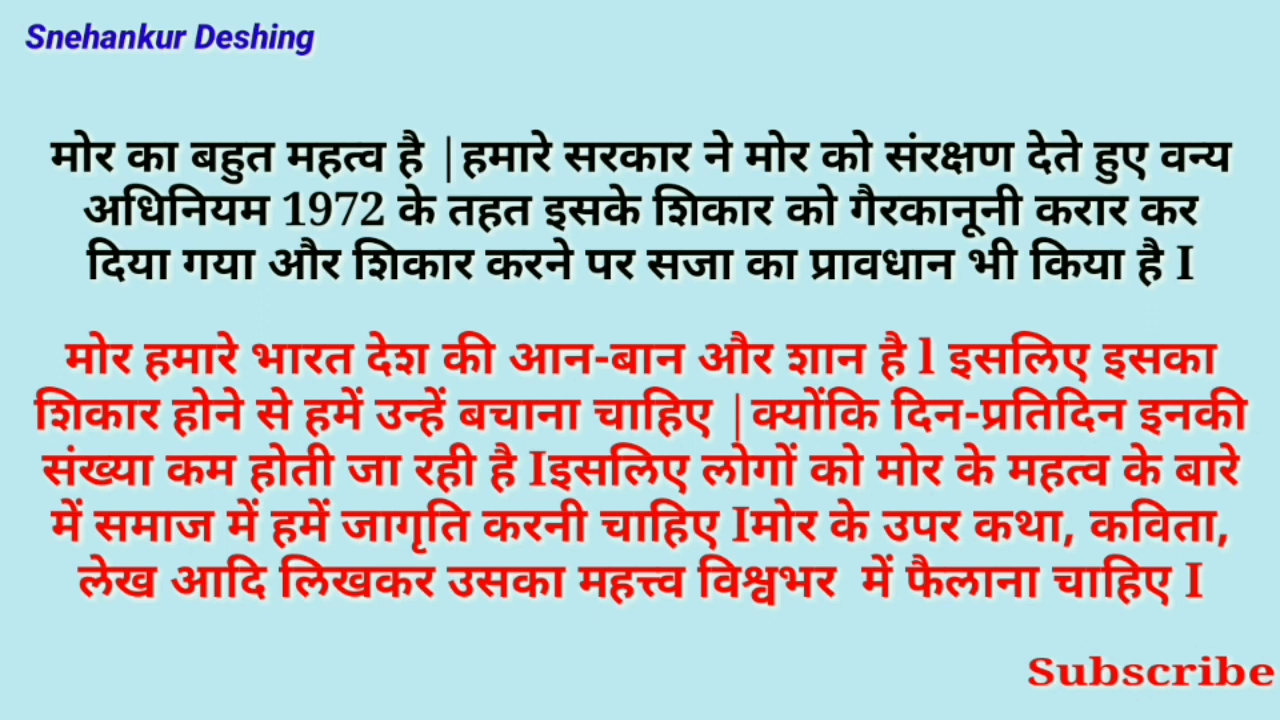 Snehankur Deshing
मोर का बहुत महत्व है |हमारे सरकार ने मोर को संरक्षण देते हुए वन्य
अधिनियम 1972 के तहत इसके शिकार को गैरकानूनी करार कर
दिया गया और शिकार करने पर सजा का प्रावधान भी किया है I
मोर हमारे भारत देश की आन-बान और शान है l इसलिए इसका
शिकार होने से हमें उन्हें बचाना चाहिए |क्योंकि दिन-प्रतिदिन इनकी
संख्या कम होती जा रही है Iइसलिए लोगों को मोर के महत्व के बारे
में समाज में हमें जागृति करनी चाहिए Iमोर के उपर कथा, कविता,
लेख आदि लिखकर उसका महत्त्व विश्वभर में फैलाना चाहिए I
Subscribe